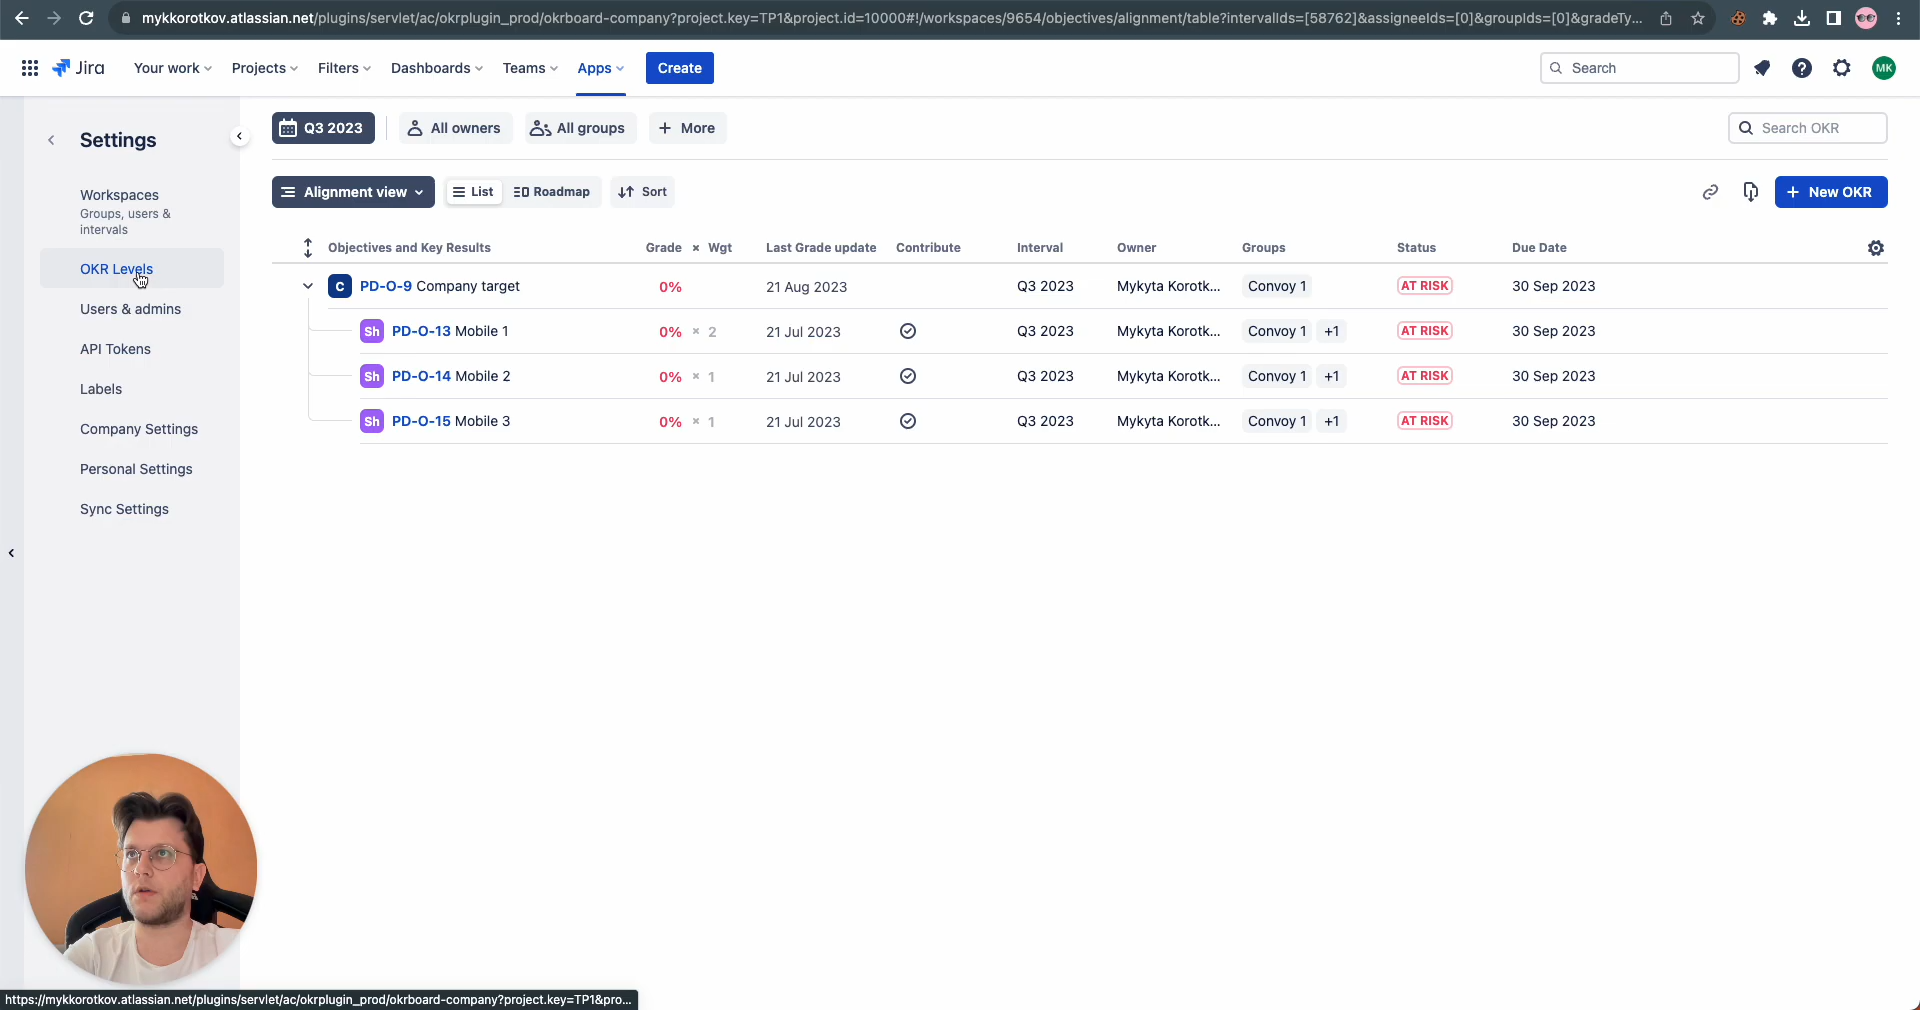 mykkorotkov.atlassian.net/plugins/servlet/ac/okrplugin_prod/okrboard-company?project.key=TP1&project.id=10000#!/workspaces/9654/objectives/alignment/table?intervalIds=[58762]&assigneeIds=[0]&groupIds=[0]&gradeTy...
Jira Your work Projects Filters Dashboards Teams Apps Create Search MK
Settings
Workspaces
Groups, users &
intervals
OKR Levels
Users & admins
API Tokens
Labels
Company Settings
Personal Settings
Sync Settings
Q3 2023 All owners All groups + More Search OKR
Alignment view List Roadmap Sort + New OKR
Objectives and Key Results Grade × Wgt Last Grade update Contribute Interval Owner Groups Status Due Date
C PD-O-9 Company target 0% 21 Aug 2023 Q3 2023 Mykyta Korotk... Convoy 1 AT RISK 30 Sep 2023
Sh PD-O-13 Mobile 1 0% × 2 21 Jul 2023 Q3 2023 Mykyta Korotk... Convoy 1 +1 AT RISK 30 Sep 2023
Sh PD-O-14 Mobile 2 0% × 1 21 Jul 2023 Q3 2023 Mykyta Korotk... Convoy 1 +1 AT RISK 30 Sep 2023
Sh PD-O-15 Mobile 3 0% × 1 21 Jul 2023 Q3 2023 Mykyta Korotk... Convoy 1 +1 AT RISK 30 Sep 2023
https://mykkorotkov.atlassian.net/plugins/servlet/ac/okrplugin_prod/okrboard-company?project.key=TP1&pro...